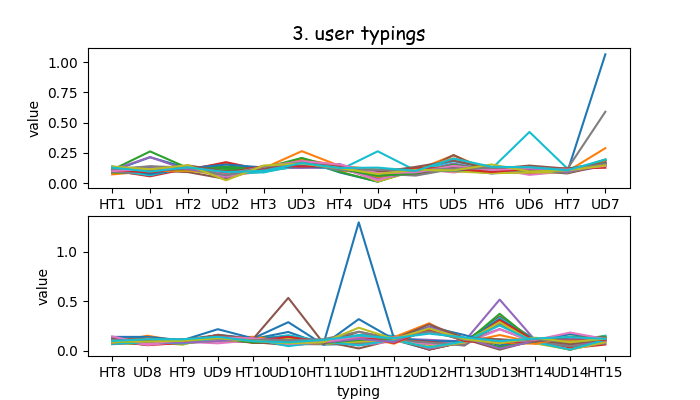 3. user typings
1.00
0.75
0.50
0.25
0.00
value
HT1 UD1 HT2 UD2 HT3 UD3 HT4 UD4 HT5 UD5 HT6 UD6 HT7 UD7
1.0
0.5
0.0
value
HT8 UD8 HT9 UD9 HT10 UD10 HT11 UD11 HT12 UD12 HT13 UD13 HT14 UD14 HT15
typing